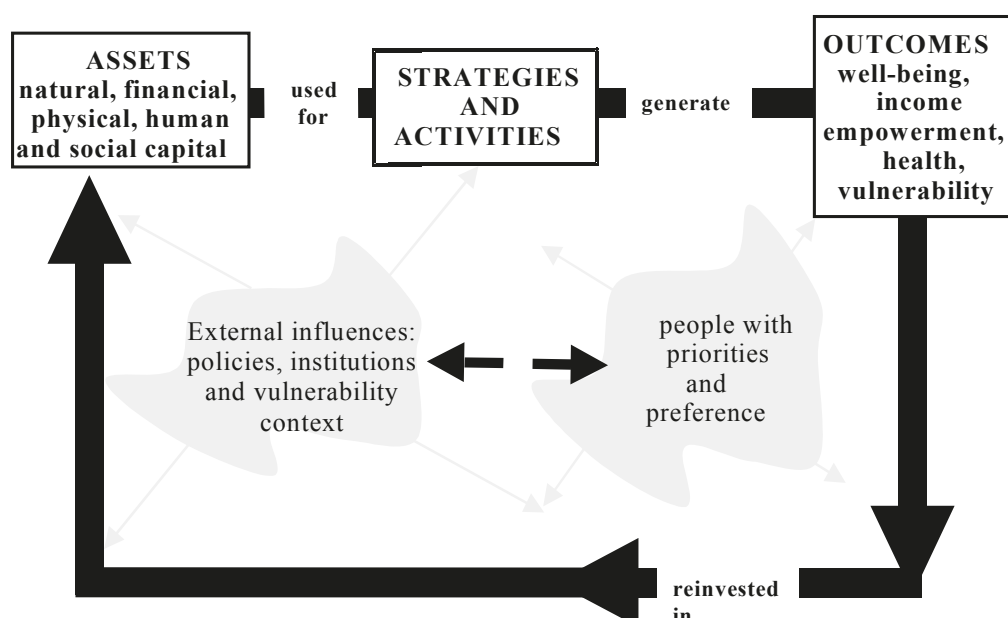 ASSETS
natural, financial,
physical, human
and social capital
used
for
STRATEGIES
AND
ACTIVITIES
generate
OUTCOMES
well-being,
income
empowerment,
health,
vulnerability
External influences:
policies, institutions
and vulnerability
context
people with
priorities
and
preference
reinvested
in